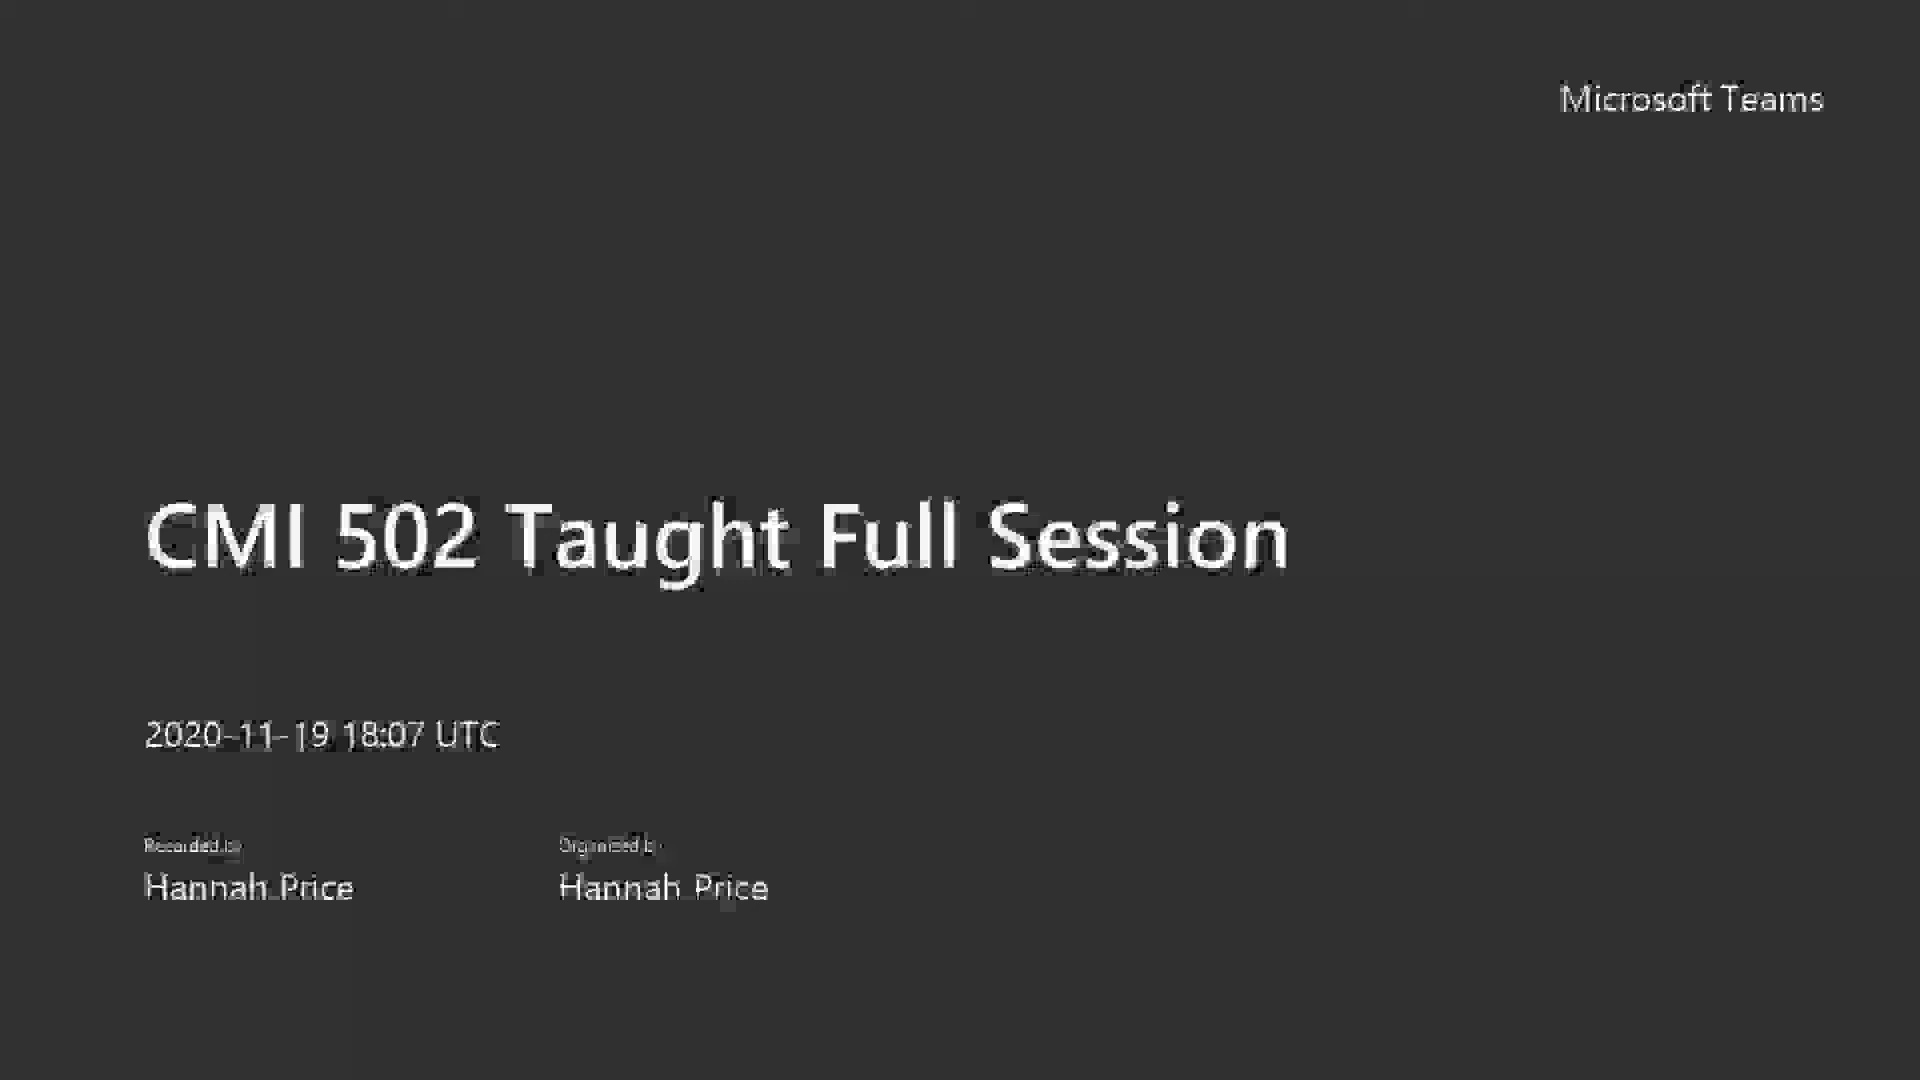 Microsoft Teams
CMI 502 Taught Full Session
2020-11-19 18:07 UTC
Recorded by
Organized by
Hannah Price
Hannah Price